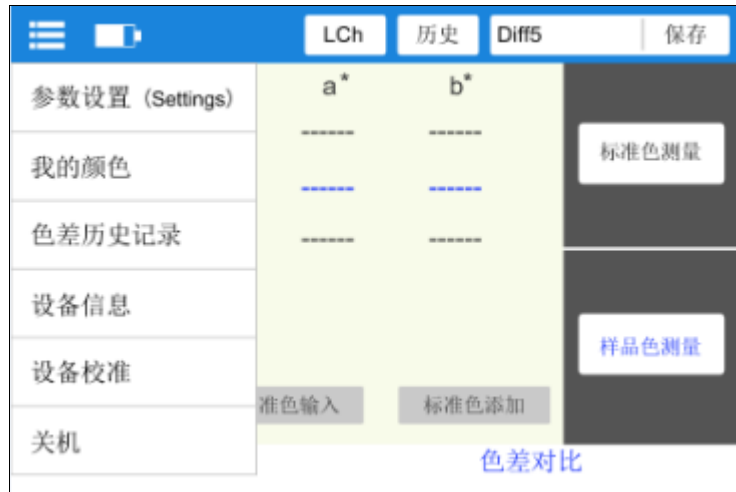 LCh 历史 Diff5 保存
参数设置（Settings）
我的颜色
色差历史记录
设备信息
设备校准
关机
a* b*
------ ------
------ ------
------ ------
准色输入 标准色添加
标准色测量
样品色测量
色差对比